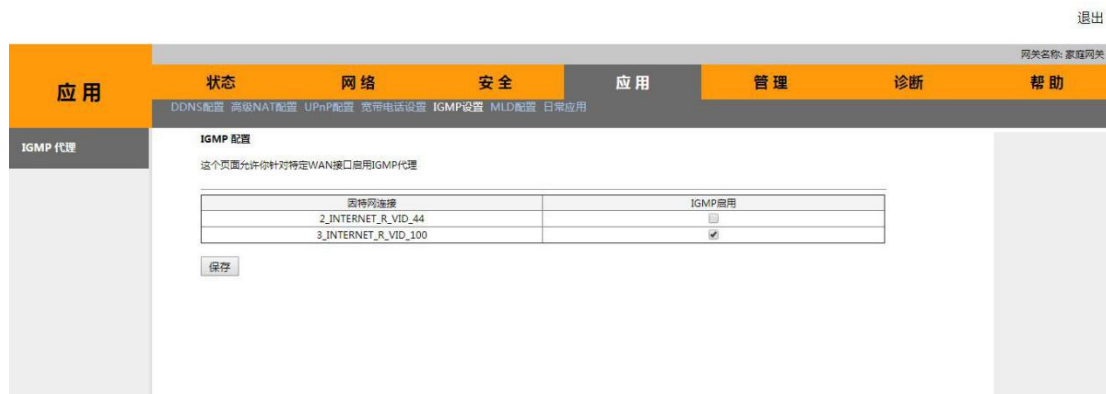 退出
网关名称: 家庭网关
应用
状态 网络 安全 应用 管理 诊断 帮助
DDNS配置 高级NAT配置 UPnP配置 宽带电话设置 IGMP设置 MLD配置 日常应用
IGMP 代理
IGMP 配置
这个页面允许你针对特定WAN接口启用IGMP代理
因特网连接 IGMP启用
2_INTERNET_R_VID_44
3_INTERNET_R_VID_100
保存